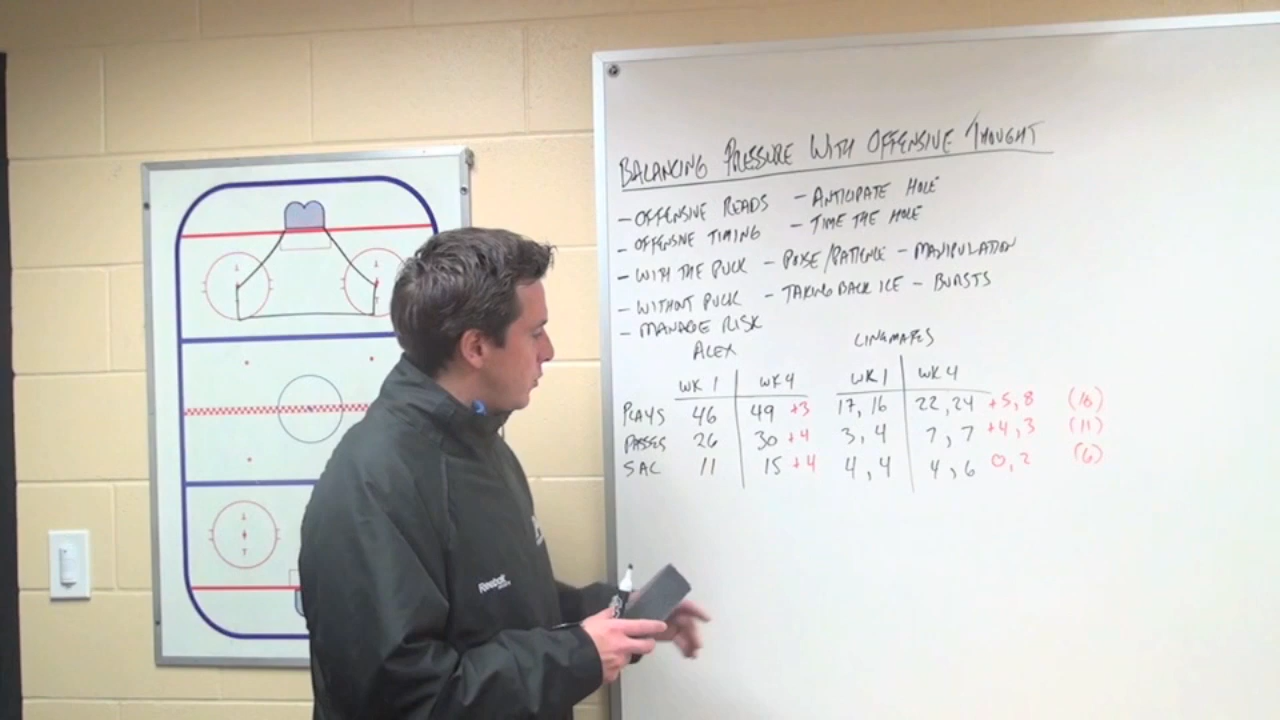 BALANCING PRESSURE WITH OFFENSIVE THOUGHT
- OFFENSIVE READS - ANTICIPATE HOLE
- OFFENSIVE TIMING - TIME THE HOLE
- WITH THE PUCK - POISE/PATIENCE - MANIPULATION
- WITHOUT PUCK - TAKING BACK ICE - BURSTS
- MANAGE RISK
ALEX LINEMATES
WK 1 WK 4 WK 1 WK 4
PLAYS 46 49 +3 17, 16 22, 24 +5, 8 (16)
PASSES 26 30 +4 3, 4 7, 7 +4, 3 (11)
SAC 11 15 +4 4, 4 4, 6 0, 2 (6)
Reebok